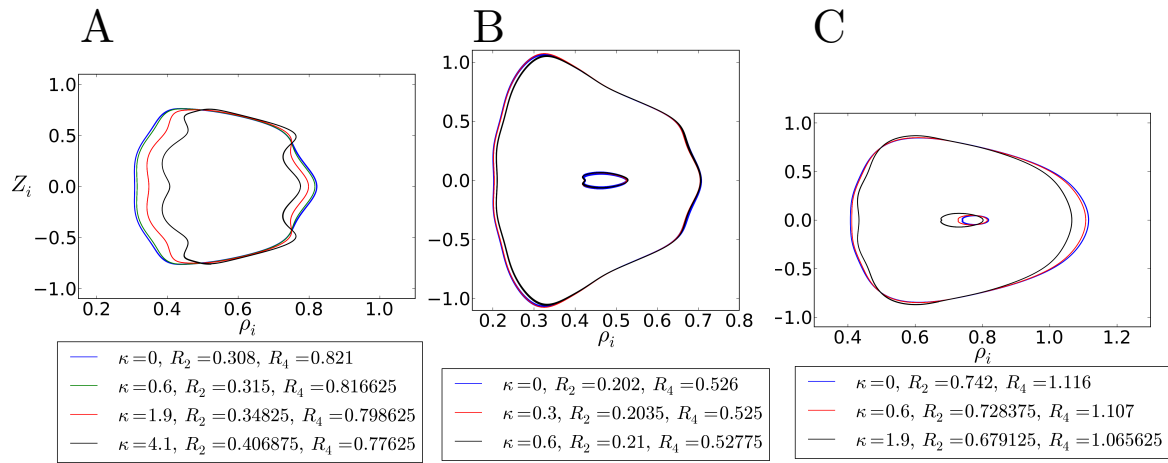 A
B
C
1.0
0.5
0.0
−0.5
−1.0
Z_i
0.2 0.4 0.6 0.8 1.0
ρ_i
κ=0, R_2=0.308, R_4=0.821
κ=0.6, R_2=0.315, R_4=0.816625
κ=1.9, R_2=0.34825, R_4=0.798625
κ=4.1, R_2=0.406875, R_4=0.77625
1.0
0.5
0.0
−0.5
−1.0
0.2 0.3 0.4 0.5 0.6 0.7 0.8
ρ_i
κ=0, R_2=0.202, R_4=0.526
κ=0.3, R_2=0.2035, R_4=0.525
κ=0.6, R_2=0.21, R_4=0.52775
1.0
0.5
0.0
−0.5
−1.0
0.4 0.6 0.8 1.0 1.2
ρ_i
κ=0, R_2=0.742, R_4=1.116
κ=0.6, R_2=0.728375, R_4=1.107
κ=1.9, R_2=0.679125, R_4=1.065625